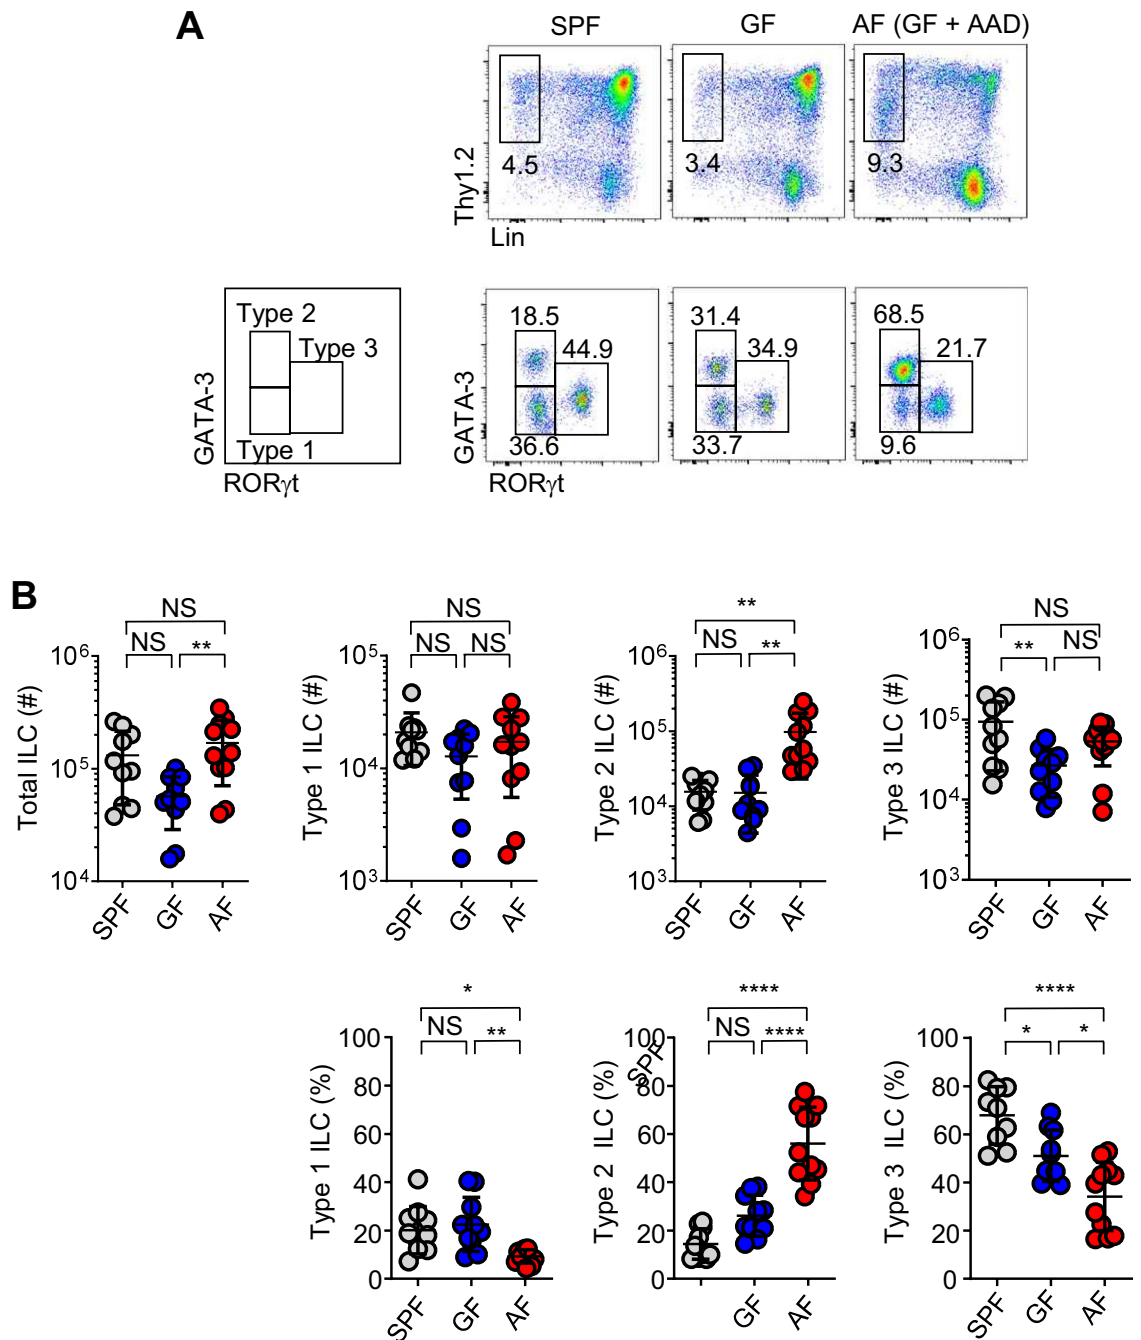 A
SPF
GF
AF (GF + AAD)
Thy1.2
4.5
3.4
9.3
Lin
Type 2
Type 3
Type 1
GATA-3
RORγt
GATA-3
18.5
44.9
36.6
31.4
34.9
33.7
68.5
21.7
9.6
RORγt
B
NS
NS
**
Total ILC (#)
10⁶
10⁵
10⁴
SPF
GF
AF
NS
NS
NS
Type 1 ILC (#)
10⁵
10⁴
10³
SPF
GF
AF
**
NS
**
Type 2 ILC (#)
10⁶
10⁵
10⁴
10³
SPF
GF
AF
NS
**
NS
Type 3 ILC (#)
10⁶
10⁵
10⁴
10³
SPF
GF
AF
*
NS
**
Type 1 ILC (%)
100
80
60
40
20
0
SPF
GF
AF
****
NS
****
Type 2 ILC (%)
100
80
60
40
20
0
SPF
GF
AF
****
*
*
Type 3 ILC (%)
100
80
60
40
20
0
SPF
GF
AF